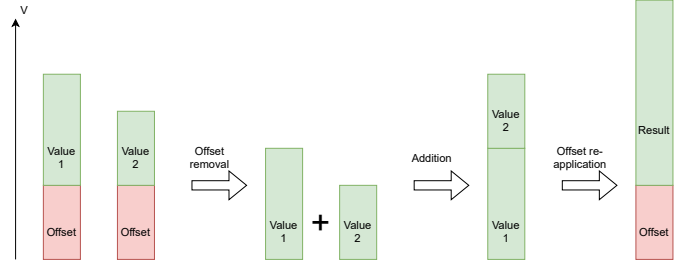 V
Value
1
Offset
Value
2
Offset
Offset
removal
Value
1
+
Value
2
Addition
Value
2
Value
1
Offset re-
application
Result
Offset